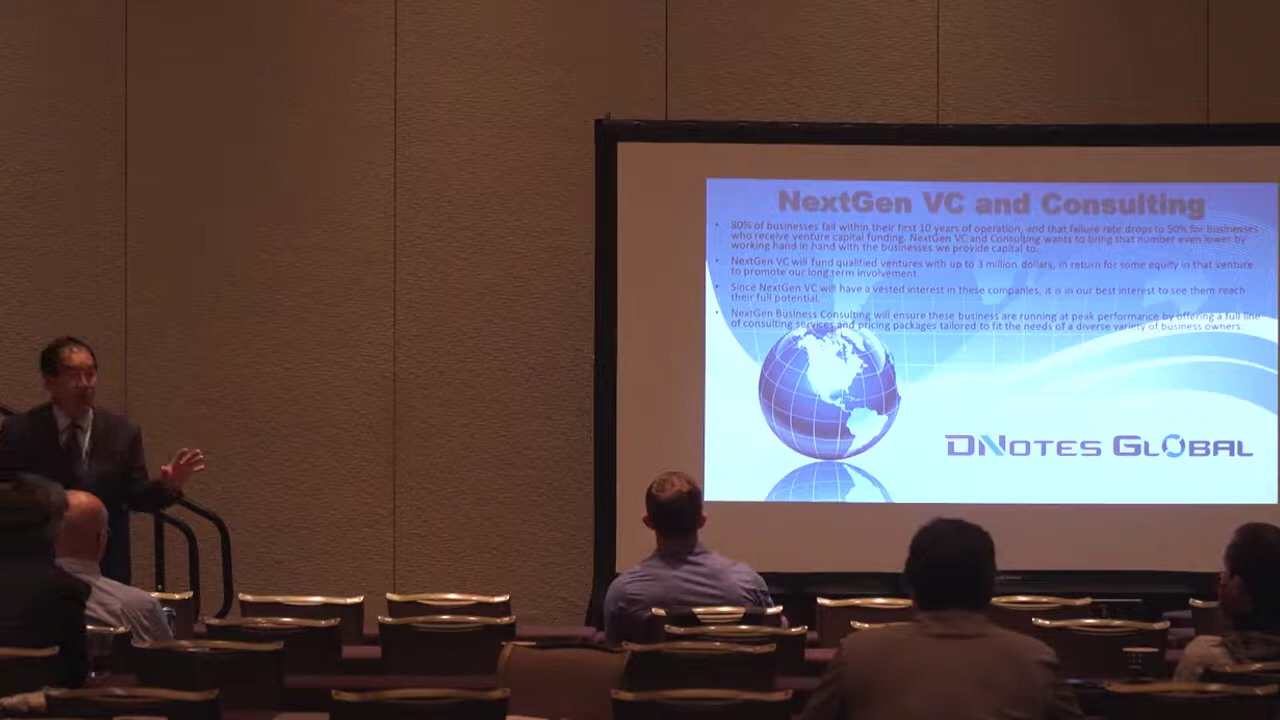 NextGen VC and Consulting
• 80% of businesses fail within their first 10 years of operation, and that failure rate drops to 50% for businesses
who receive venture capital funding. NextGen VC and Consulting wants to bring that number even lower by
working hand in hand with the businesses we provide capital to.
• NextGen VC will fund qualified ventures with up to 3 million dollars, in return for some equity in that venture
to promote our long term involvement.
• Since NextGen VC will have a vested interest in these companies, it is in our best interest to see them reach
their full potential.
• NextGen Business Consulting will ensure these business are running at peak performance by offering a full line
of consulting services and pricing packages tailored to fit the needs of a diverse variety of business owners.
DNotes Global